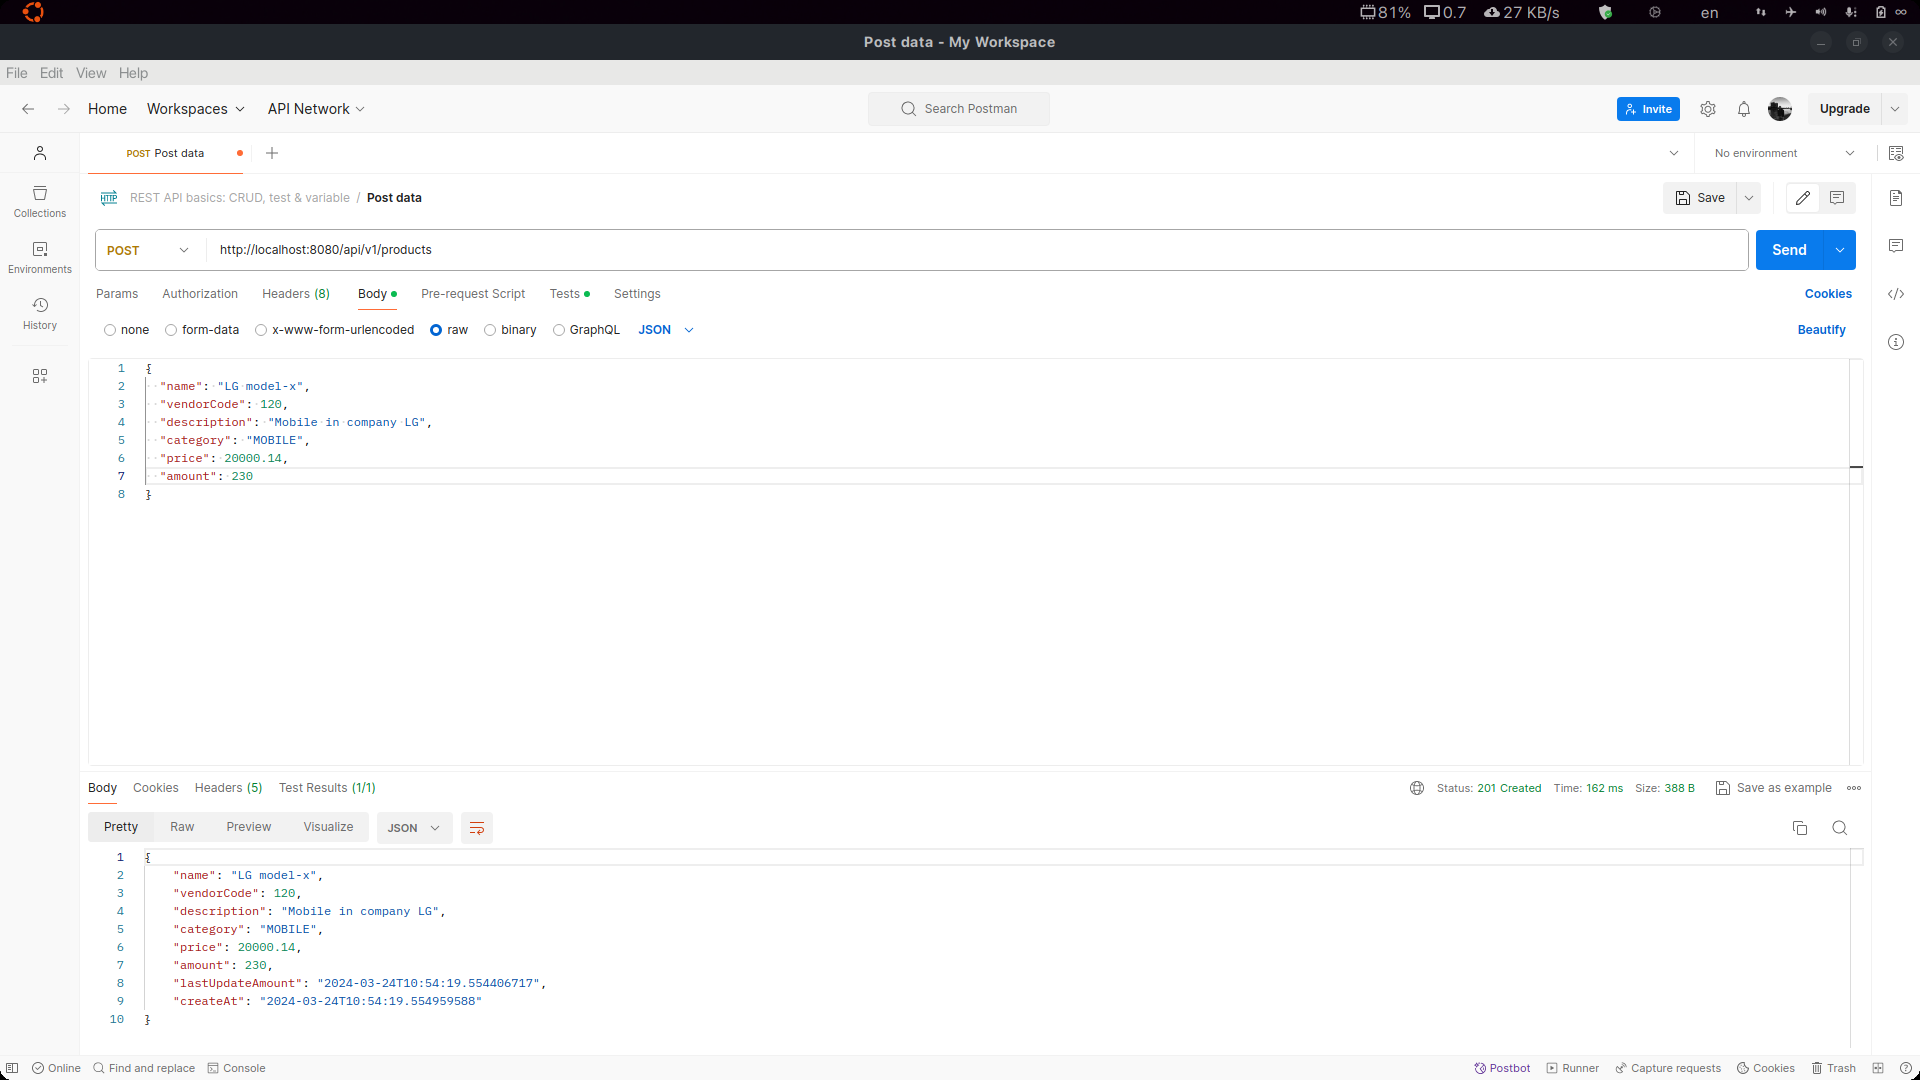 81% 0.7 27 KB/s en
Post data - My Workspace
File Edit View Help
Home Workspaces API Network Search Postman Invite Upgrade
POST Post data No environment
HTTP REST API basics: CRUD, test & variable / Post data Save
POST http://localhost:8080/api/v1/products Send
Collections
Environments
History
Params Authorization Headers (8) Body Pre-request Script Tests Settings Cookies
none form-data x-www-form-urlencoded raw binary GraphQL JSON Beautify
1 {
2 "name": "LG model-x",
3 "vendorCode": 120,
4 "description": "Mobile in company LG",
5 "category": "MOBILE",
6 "price": 20000.14,
7 "amount": 230
8 }
Body Cookies Headers (5) Test Results (1/1) Status: 201 Created Time: 162 ms Size: 388 B Save as example
Pretty Raw Preview Visualize JSON
1 {
2 "name": "LG model-x",
3 "vendorCode": 120,
4 "description": "Mobile in company LG",
5 "category": "MOBILE",
6 "price": 20000.14,
7 "amount": 230,
8 "lastUpdateAmount": "2024-03-24T10:54:19.554406717",
9 "createAt": "2024-03-24T10:54:19.554959588"
10 }
Online Find and replace Console Postbot Runner Capture requests Cookies Trash